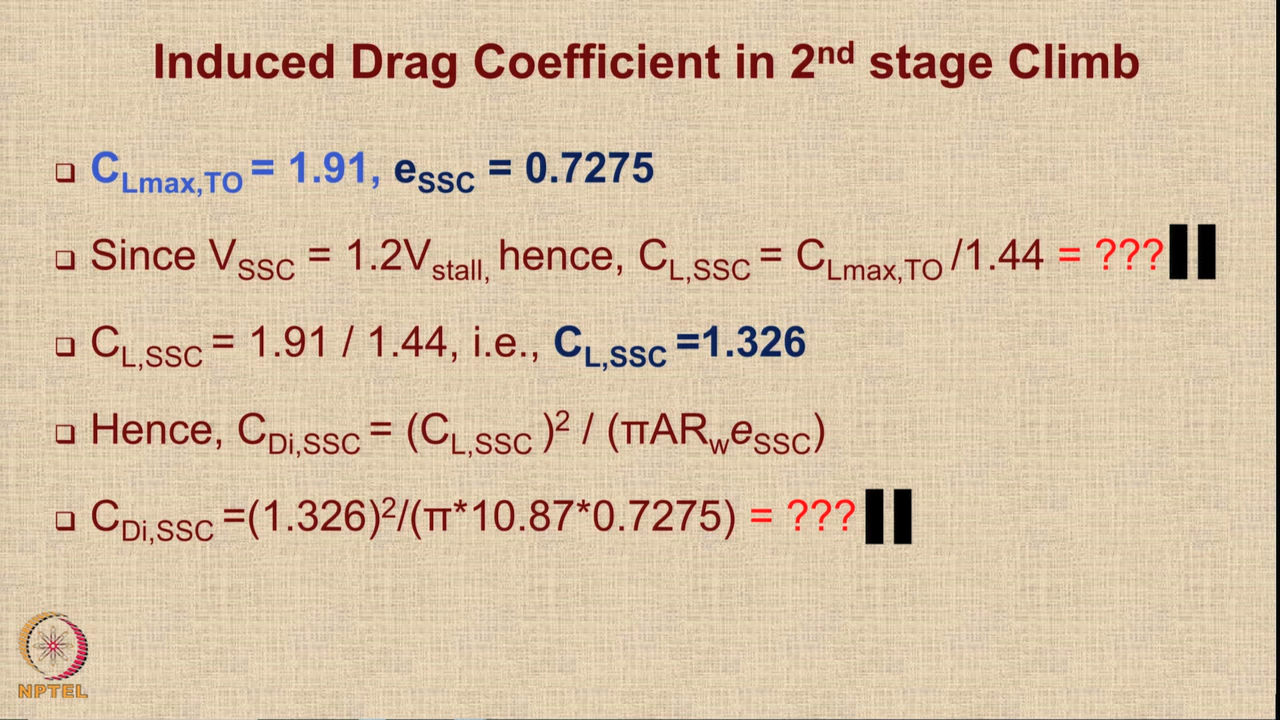 Induced Drag Coefficient in 2nd stage Climb
❑ CLmax,TO = 1.91, eSSC = 0.7275
❑ Since VSSC = 1.2Vstall, hence, CL,SSC = CLmax,TO /1.44 = ???
❑ CL,SSC = 1.91 / 1.44, i.e., CL,SSC =1.326
❑ Hence, CDi,SSC = (CL,SSC )2 / (πARweSSC)
❑ CDi,SSC =(1.326)2/(π*10.87*0.7275) = ???
NPTEL